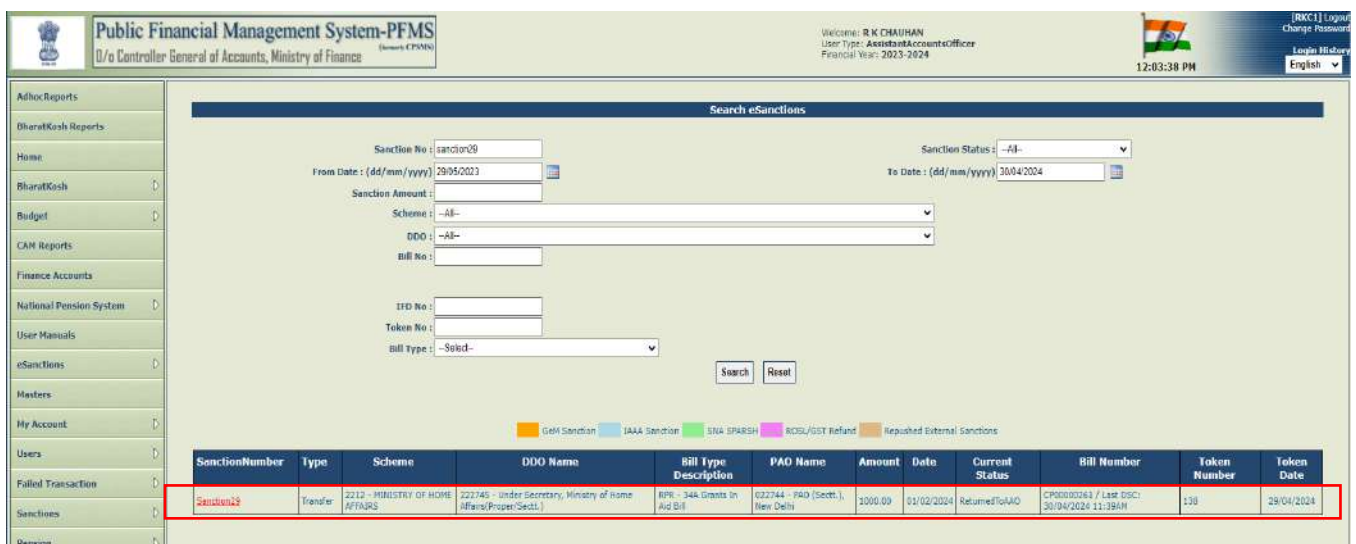 Public Financial Management System-PFMS
(formerly CPSMS)
O/o Controller General of Accounts, Ministry of Finance
Welcome: R K CHAUHAN
User Type: AssistantAccountsOfficer
Financial Year: 2023-2024
12:03:38 PM
[RKC1] Logout
Change Password
Login History
English
AdhocReports
BharatKosh Reports
Home
BharatKosh
Budget
CAM Reports
Finance Accounts
National Pension System
User Manuals
eSanctions
Masters
My Account
Users
Failed Transaction
Sanctions
Pension
Search eSanctions
Sanction No : sanction29
Sanction Status : --All--
From Date : (dd/mm/yyyy) 29/05/2023
To Date : (dd/mm/yyyy) 30/04/2024
Sanction Amount :
Scheme : --All--
DDO : --All--
Bill No :
IFD No :
Token No :
Bill Type : --Select--
Search Reset
GeM Sanction IAAA Sanction SNA SPARSH ROSL/GST Refund Repushed External Sanctions
SanctionNumber Type Scheme DDO Name Bill Type Description PAO Name Amount Date Current Status Bill Number Token Number Token Date
Sanction29 Transfer 2212 - MINISTRY OF HOME AFFAIRS 222745 - Under Secretary, Ministry of Home Affairs(Proper/Sectt.) RPR - 34A Grants In Aid Bill 022744 - PAO (Sectt.), New Delhi 1000.00 01/02/2024 ReturnedToAAO CP00000261 / Last DSC: 30/04/2024 11:39AM 138 29/04/2024